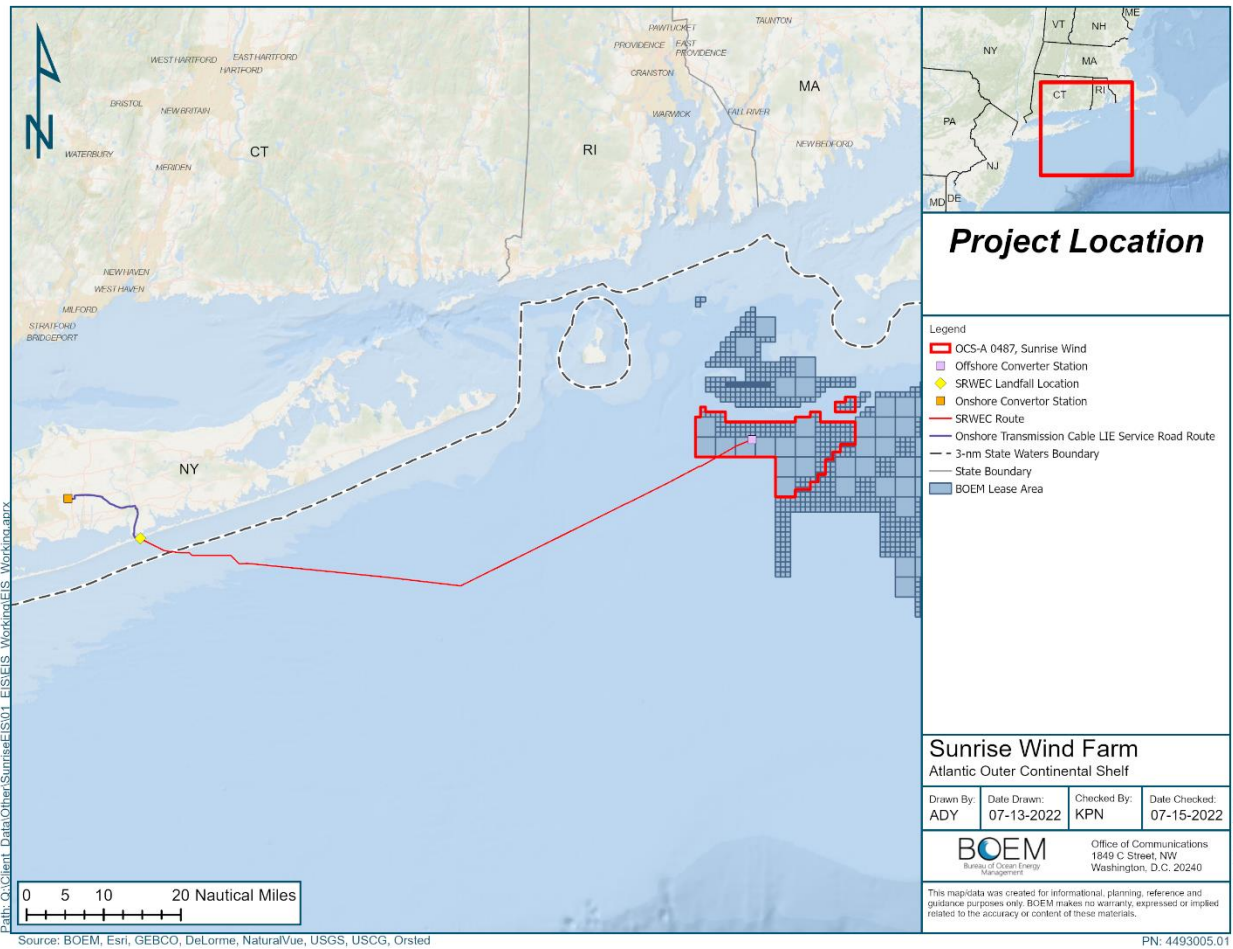 N
PAWTUCKET
TAUNTON
PROVIDENCE
EAST
PROVIDENCE
WEST HARTFORD
EAST HARTFORD
HARTFORD
CRANSTON
MA
BRISTOL
NEW BRITAIN
WARWICK
FALL RIVER
CT
RI
NEW BEDFORD
WATERBURY
MERIDEN
NEW HAVEN
WEST HAVEN
MILFORD
STRATFORD
BRIDGEPORT
NY
0 5 10 20 Nautical Miles
Path: Q:\Client_Data\Other\SunriseEIS\01_EIS\EIS_Working\EIS_Working.aprx
Source: BOEM, Esri, GEBCO, DeLorme, NaturalVue, USGS, USCG, Orsted
ME
VT
NH
NY
MA
CT
RI
PA
NJ
MD
DE
Project Location
Legend
OCS-A 0487, Sunrise Wind
Offshore Converter Station
SRWEC Landfall Location
Onshore Convertor Station
SRWEC Route
Onshore Transmission Cable LIE Service Road Route
3-nm State Waters Boundary
State Boundary
BOEM Lease Area
Sunrise Wind Farm
Atlantic Outer Continental Shelf
Drawn By:
ADY
Date Drawn:
07-13-2022
Checked By:
KPN
Date Checked:
07-15-2022
BOEM
Bureau of Ocean Energy
Management
Office of Communications
1849 C Street, NW
Washington, D.C. 20240
This map/data was created for informational, planning, reference and
guidance purposes only. BOEM makes no warranty, expressed or implied
related to the accuracy or content of these materials.
PN: 4493005.01